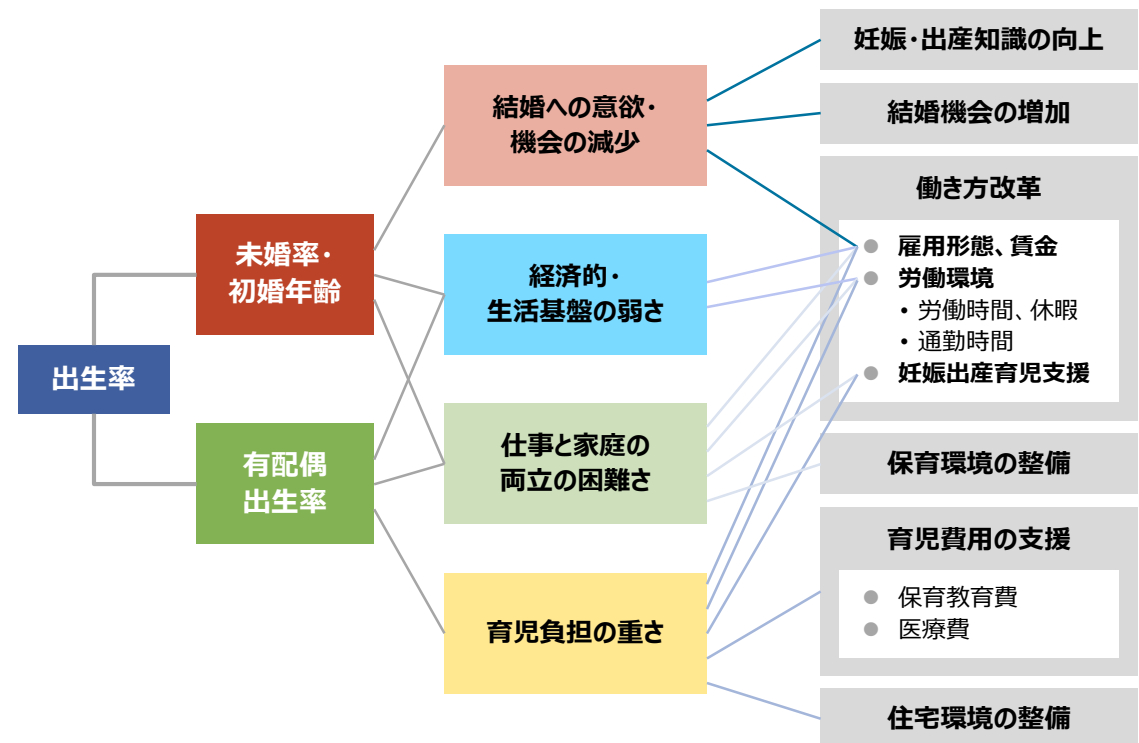 出生率
未婚率・
初婚年齢
有配偶
出生率
結婚への意欲・
機会の減少
経済的・
生活基盤の弱さ
仕事と家庭の
両立の困難さ
育児負担の重さ
妊娠・出産知識の向上
結婚機会の増加
働き方改革
● 雇用形態、賃金
● 労働環境
• 労働時間、休暇
• 通勤時間
● 妊娠出産育児支援
保育環境の整備
育児費用の支援
● 保育教育費
● 医療費
住宅環境の整備